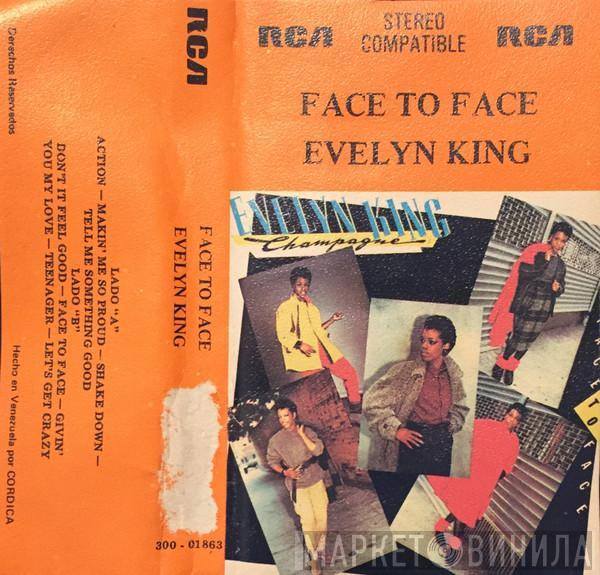 Derechos Reservados
Hecho en Venezuela por CORDICA
LADO "A"
ACTION — MAKIN' ME SO PROUD — SHAKE DOWN —
TELL ME SOMETHING GOOD
LADO "B"
DON'T IT FEEL GOOD — FACE TO FACE — GIVIN'
YOU MY LOVE — TEENAGER — LET'S GET CRAZY
RCA
FACE TO FACE
EVELYN KING
300 - 01863
RCA
STEREO
COMPATIBLE
RCA
FACE TO FACE
EVELYN KING
EVELYN KING
Champagne
FACE TO FACE
МАРКЕТ ВИНИЛА